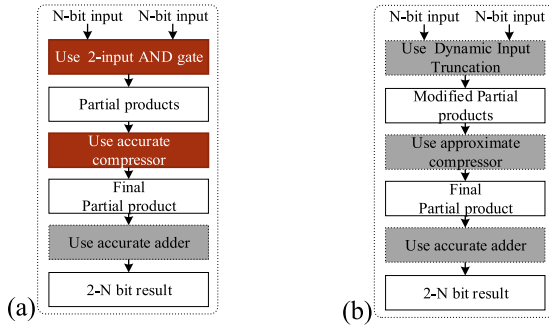 N-bit input N-bit input
Use 2-input AND gate
Partial products
Use accurate
compressor
Final
Partial product
Use accurate adder
2-N bit result
(a)
N-bit input N-bit input
Use Dynamic Input
Truncation
Modified Partial
products
Use approximate
compressor
Final
Partial product
Use accurate adder
2-N bit result
(b)